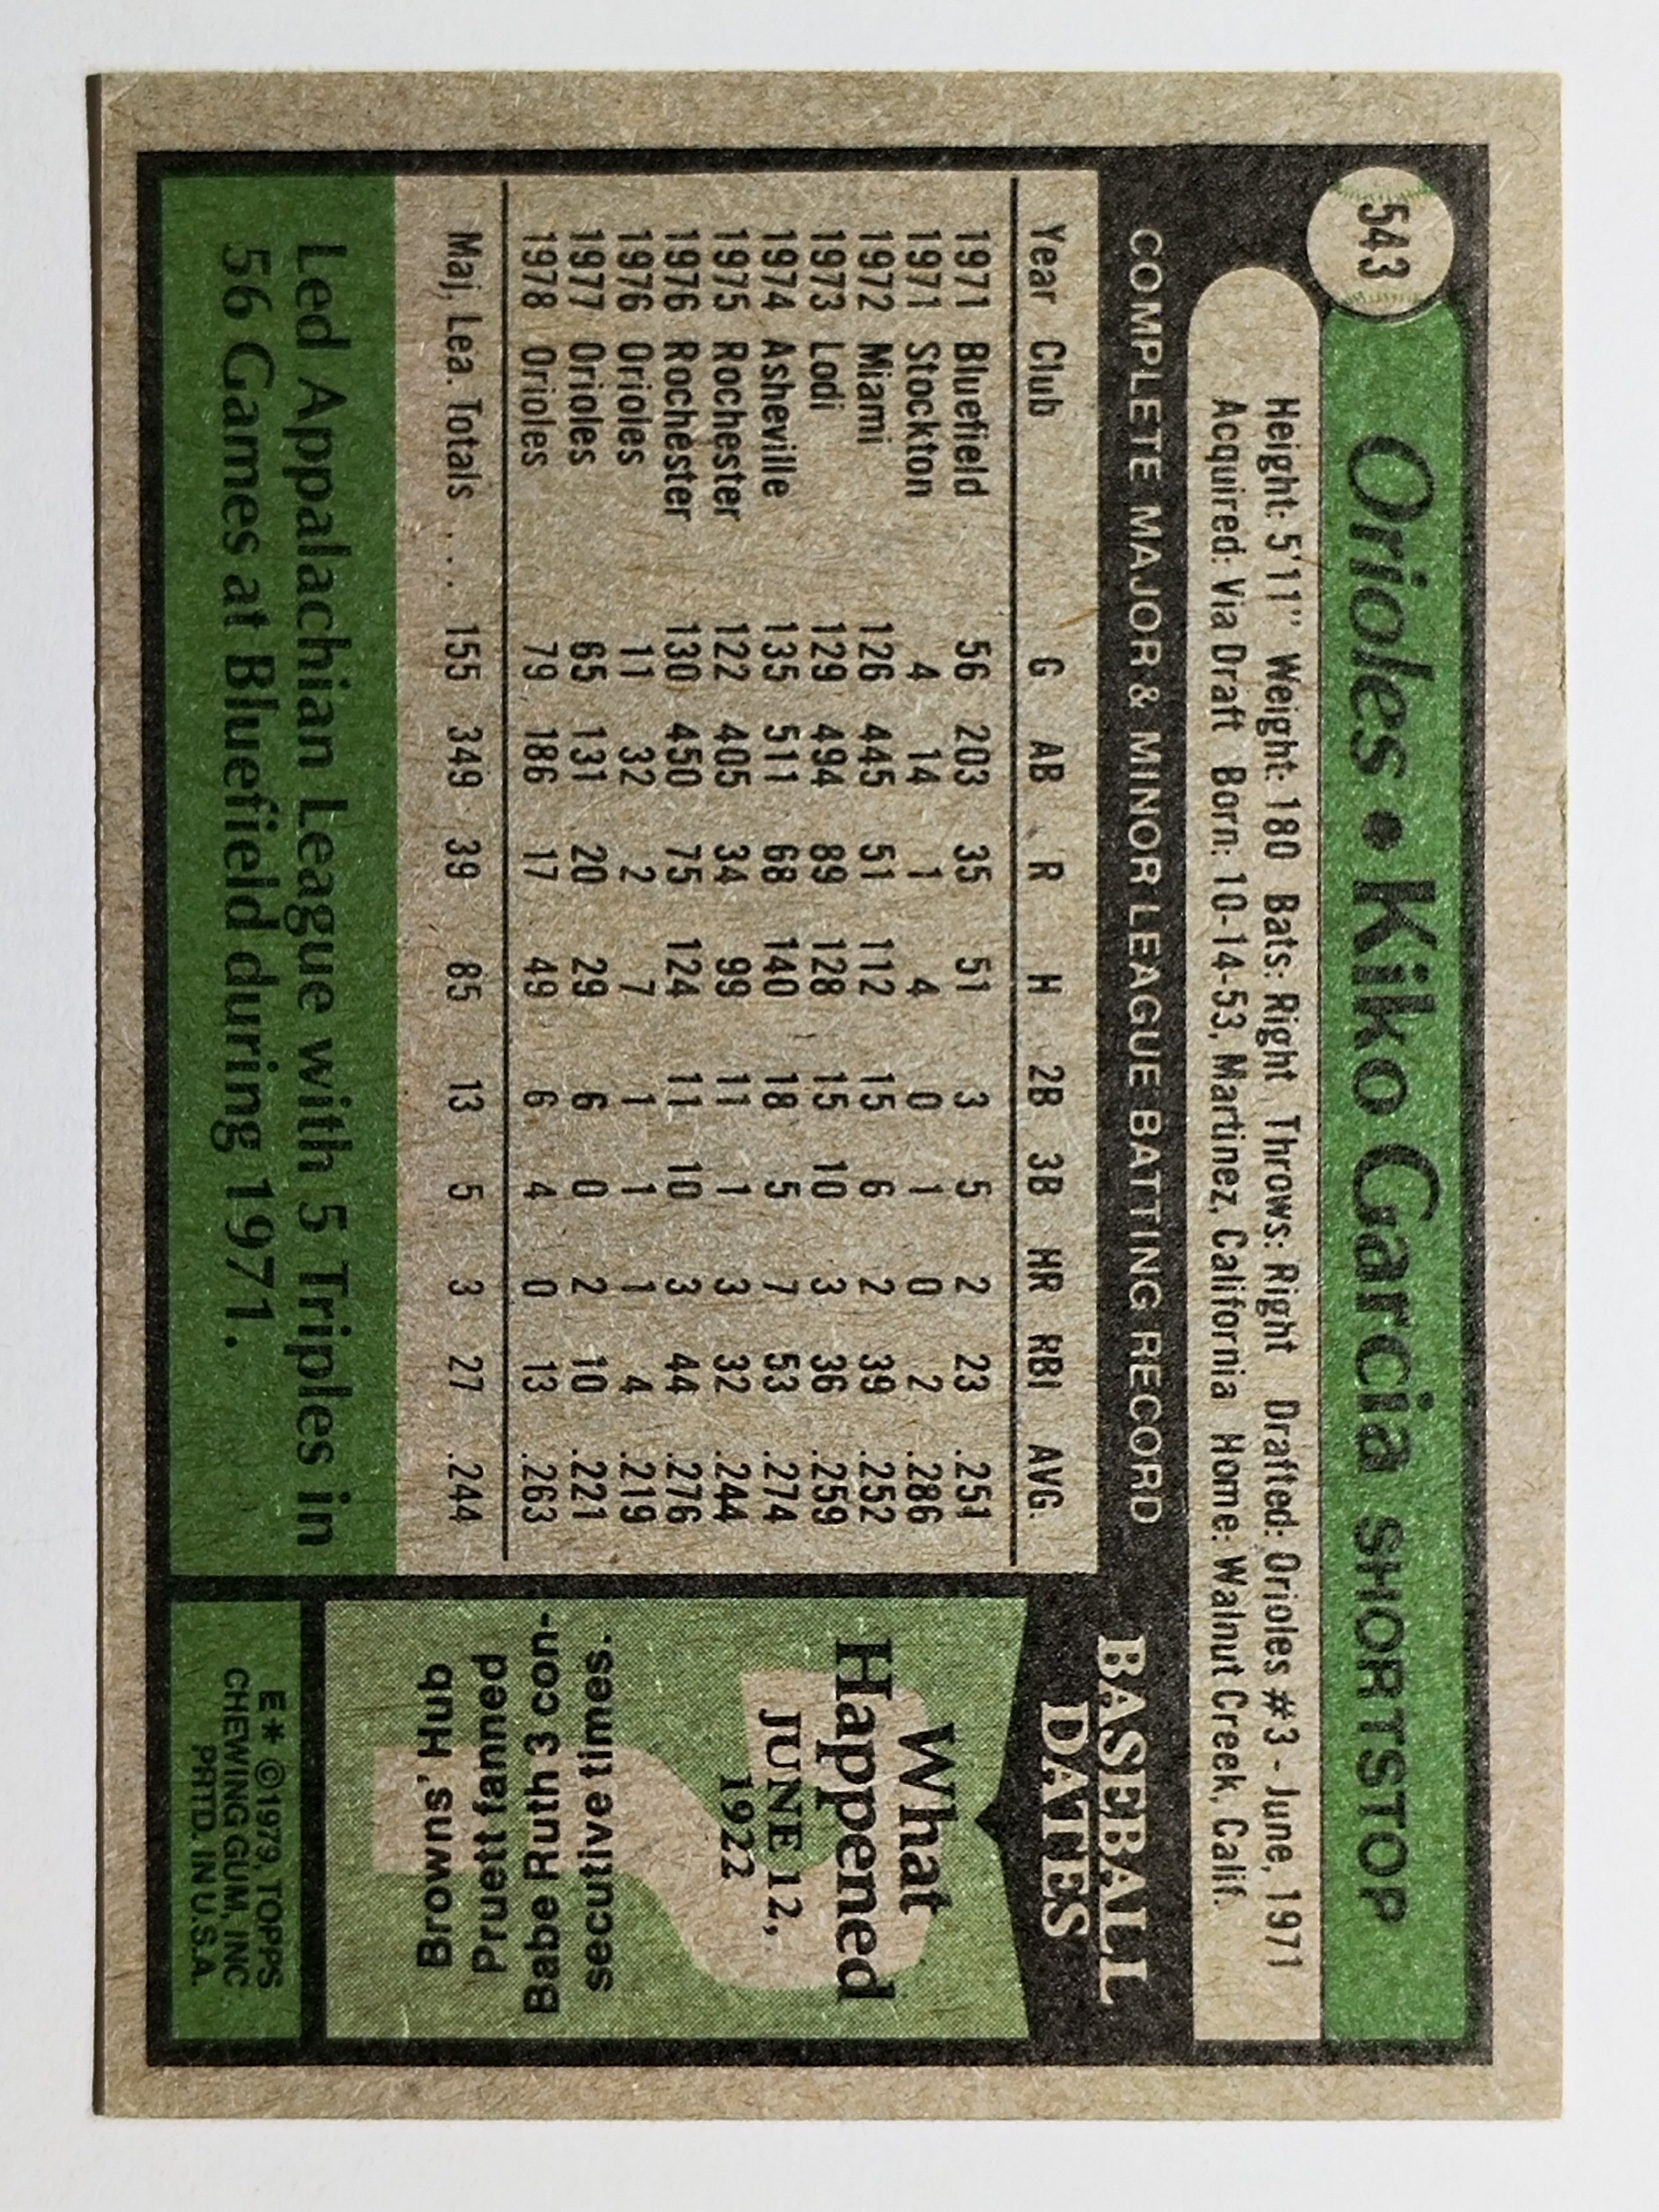 543
Orioles • Kiko Garcia SHORTSTOP
Height: 5'11" Weight: 180 Bats: Right Throws: Right Drafted: Orioles #3 - June, 1971
Acquired: Via Draft Born: 10-14-53, Martinez, California Home: Walnut Creek, Calif.
COMPLETE MAJOR & MINOR LEAGUE BATTING RECORD
Year Club G AB R H 2B 3B HR RBI AVG.
1971 Bluefield 56 203 35 51 3 5 2 23 .251
1971 Stockton 4 14 1 4 0 1 0 2 .286
1972 Miami 126 445 51 112 15 6 2 39 .252
1973 Lodi 129 494 89 128 15 10 3 36 .259
1974 Asheville 135 511 68 140 18 5 7 53 .274
1975 Rochester 122 405 34 99 11 1 3 32 .244
1976 Rochester 130 450 75 124 11 10 3 44 .276
1976 Orioles 11 32 2 7 1 1 1 4 .219
1977 Orioles 65 131 20 29 6 0 2 10 .221
1978 Orioles 79 186 17 49 6 4 0 13 .263
Maj. Lea. Totals . . . 155 349 39 85 13 5 3 27 .244
Led Appalachian League with 5 Triples in
56 Games at Bluefield during 1971.
BASEBALL
DATES
What
Happened
JUNE 12,
1922
Browns' Hub
Pruett fanned
Babe Ruth 3 con-
secutive times.
E* ©1979, TOPPS
CHEWING GUM, INC
PRTD. IN U.S.A.